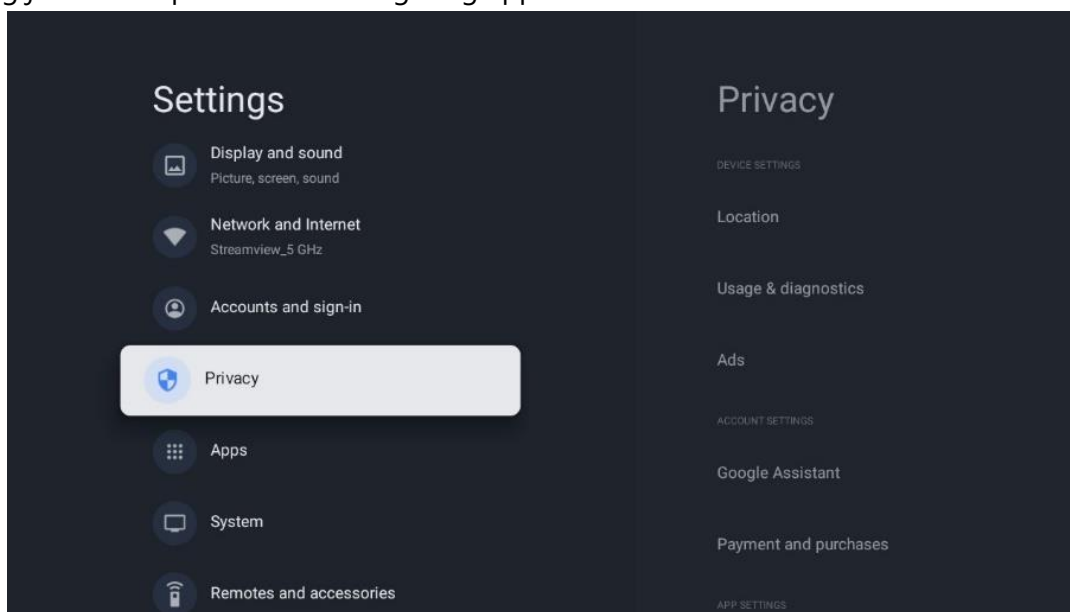 Settings
Display and sound
Picture, screen, sound
Network and Internet
Streamview_5 GHz
Accounts and sign-in
Privacy
Apps
System
Remotes and accessories
Privacy
DEVICE SETTINGS
Location
Usage & diagnostics
Ads
ACCOUNT SETTINGS
Google Assistant
Payment and purchases
APP SETTINGS